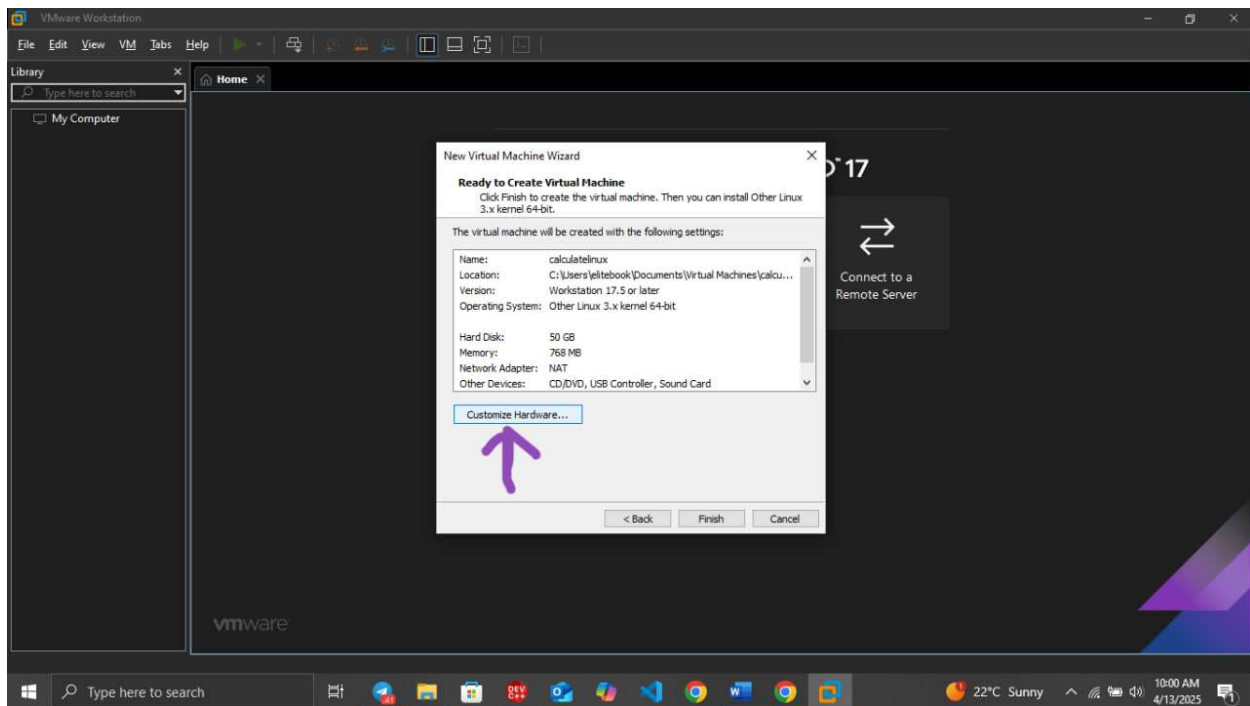 VMware Workstation
File Edit View VM Tabs Help
Library
Type here to search
Home
My Computer
17
New Virtual Machine Wizard
Ready to Create Virtual Machine
Click Finish to create the virtual machine. Then you can install Other Linux
3.x kernel 64-bit.
The virtual machine will be created with the following settings:
Name: calculatelinux
Location: C:\Users\elitebook\Documents\Virtual Machines\calcu...
Version: Workstation 17.5 or later
Operating System: Other Linux 3.x kernel 64-bit
Hard Disk: 50 GB
Memory: 768 MB
Network Adapter: NAT
Other Devices: CD/DVD, USB Controller, Sound Card
Customize Hardware...
< Back Finish Cancel
Connect to a
Remote Server
vmware
Type here to search
DEV
C++
22°C Sunny
10:00 AM
4/13/2025